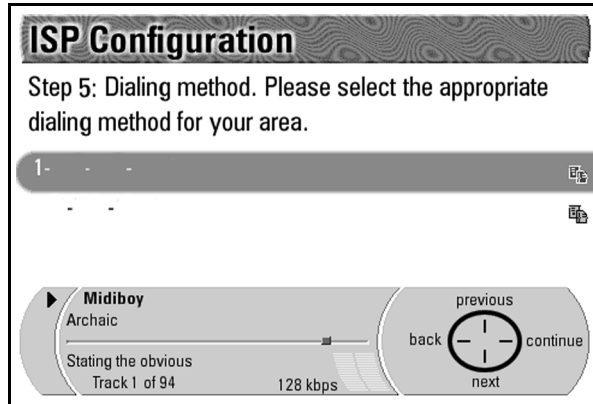 ISP Configuration
Step 5: Dialing method. Please select the appropriate
dialing method for your area.
1- - -
- -
Midiboy
Archaic
Stating the obvious
Track 1 of 94
128 kbps
previous
back
continue
next